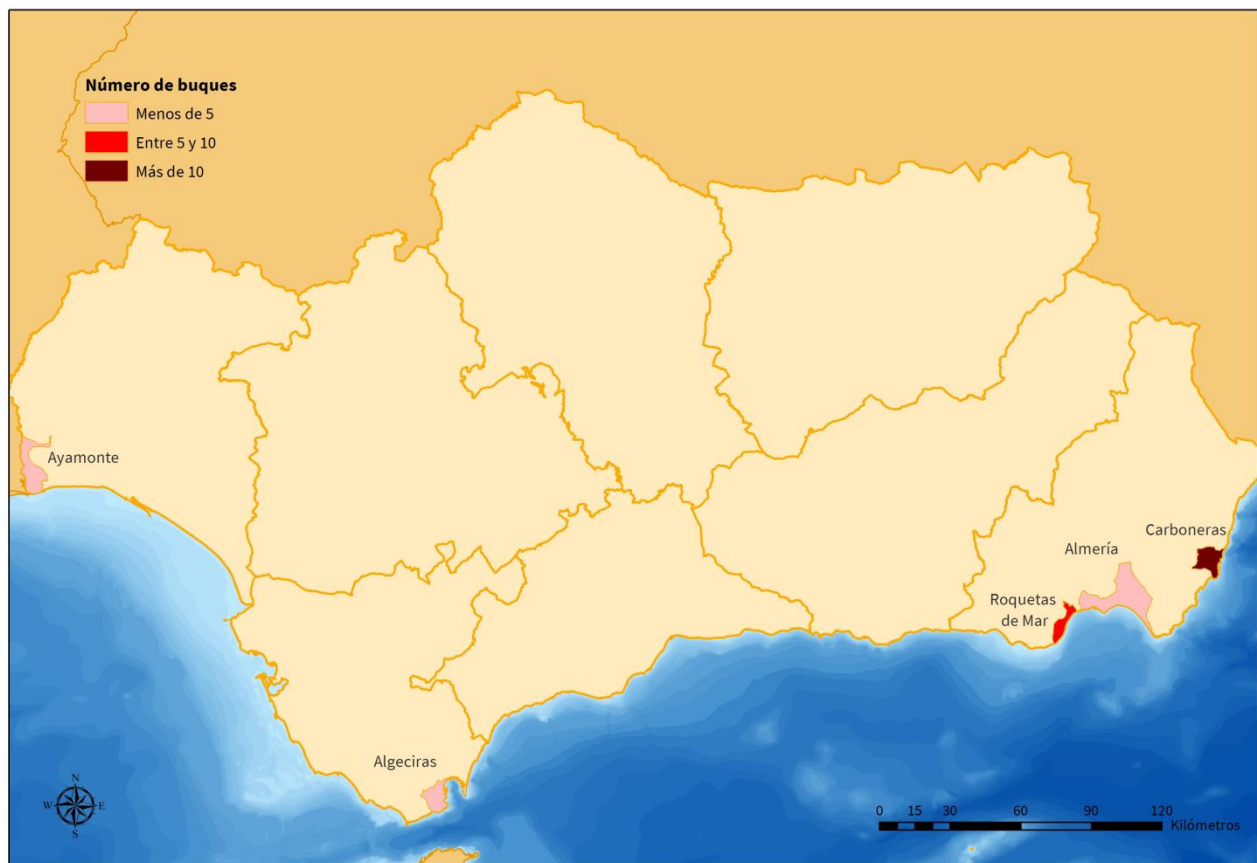 Número de buques
Menos de 5
Entre 5 y 10
Más de 10
Ayamonte
Carboneras
Almería
Roquetas
de Mar
Algeciras
N
W E
S
0 15 30 60 90 120
Kilómetros